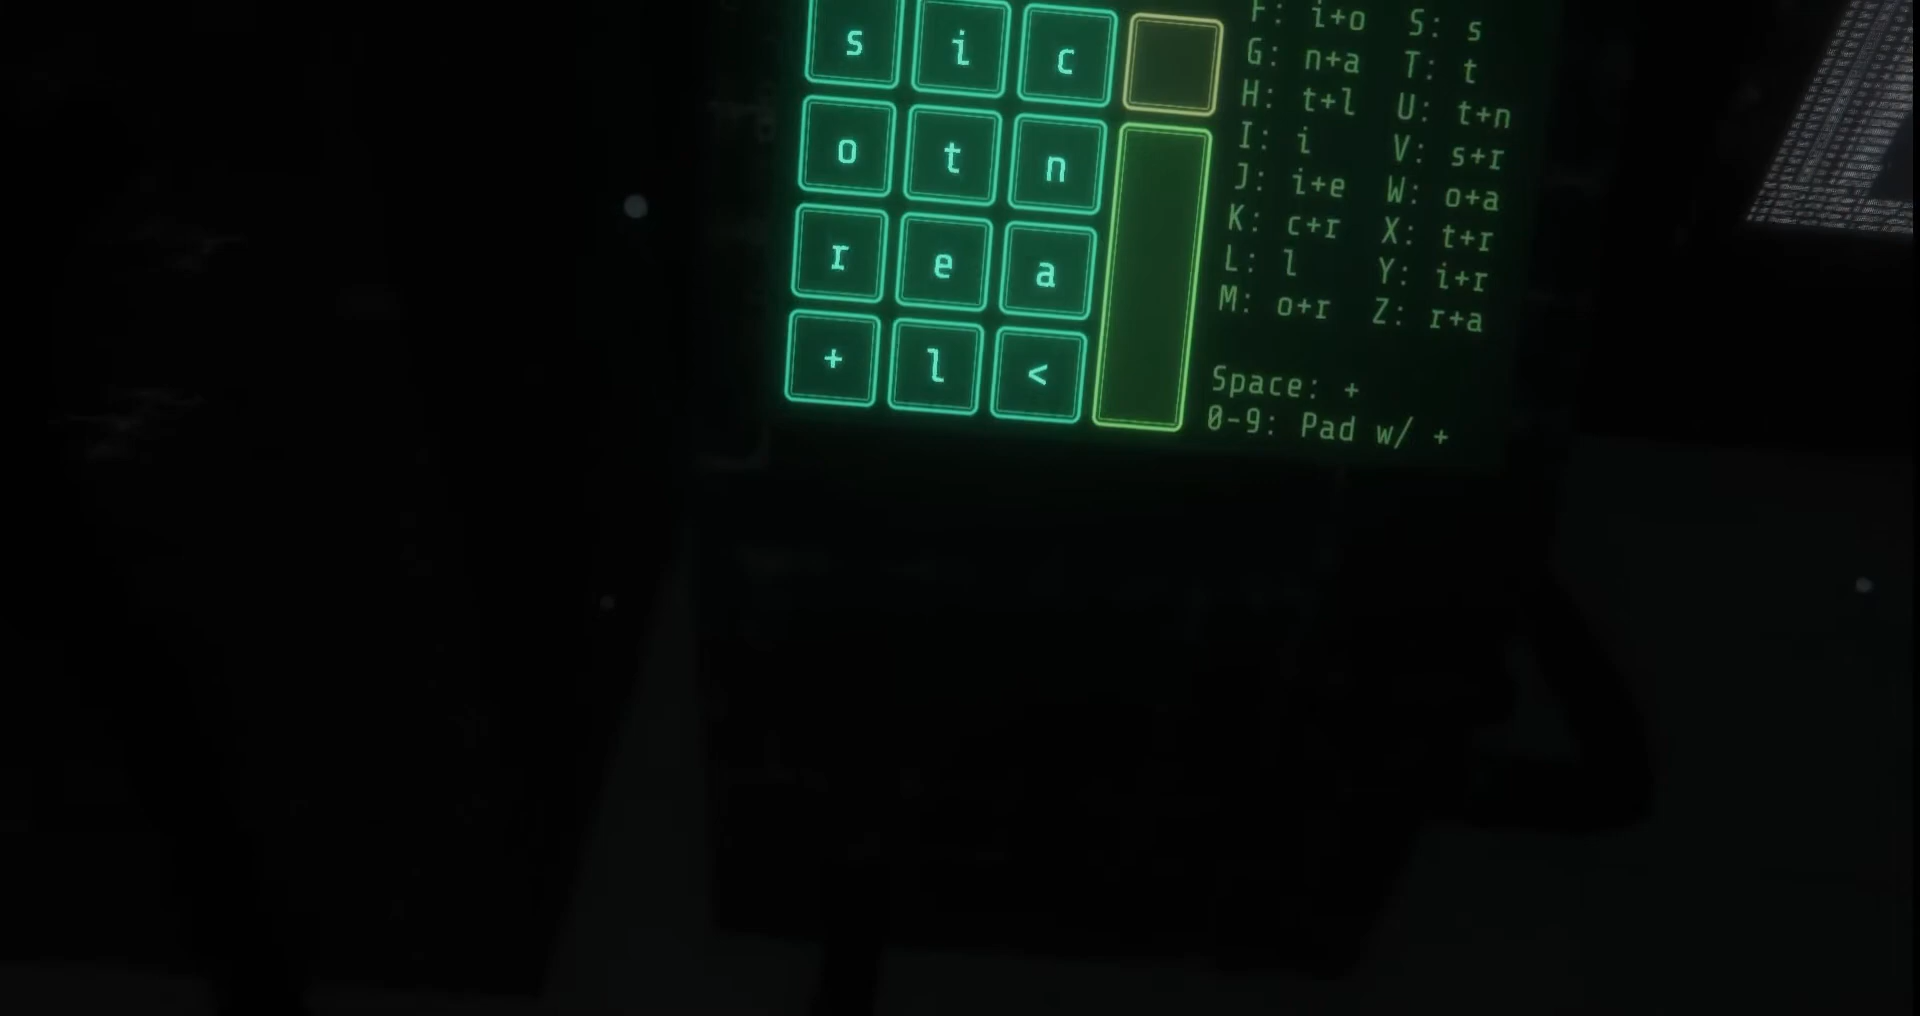 s i c
o t n
r e a
+ l <
F: i+o S: s
G: n+a T: t
H: t+l U: t+n
I: i V: s+r
J: i+e W: o+a
K: c+r X: t+r
L: l Y: i+r
M: o+r Z: r+a
Space: +
0-9: Pad w/ +